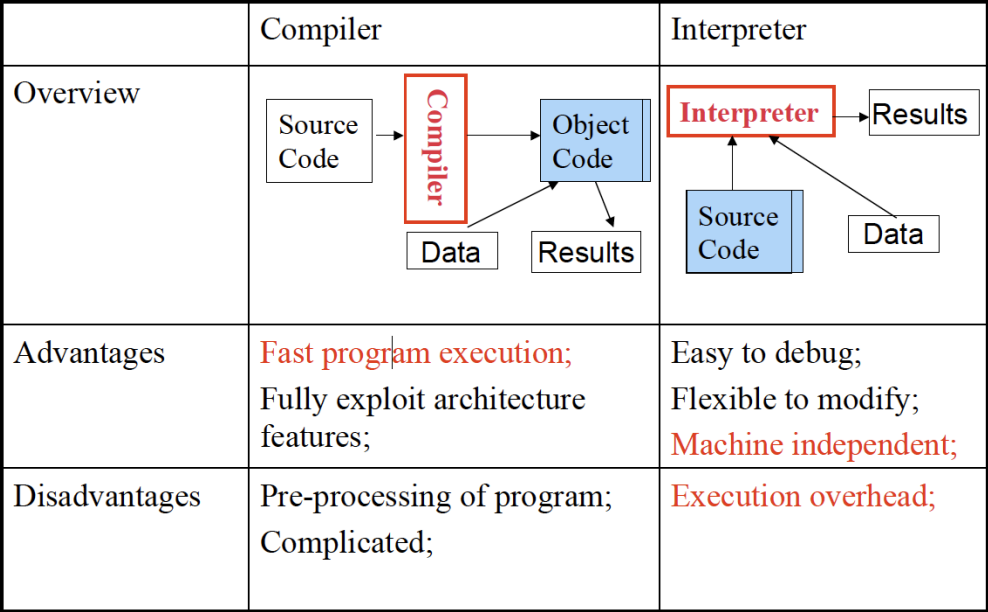 Compiler
Interpreter
Overview
Source
Code
Compiler
Object
Code
Data
Results
Interpreter
Results
Source
Code
Data
Advantages
Fast program execution;
Fully exploit architecture
features;
Easy to debug;
Flexible to modify;
Machine independent;
Disadvantages
Pre-processing of program;
Complicated;
Execution overhead;